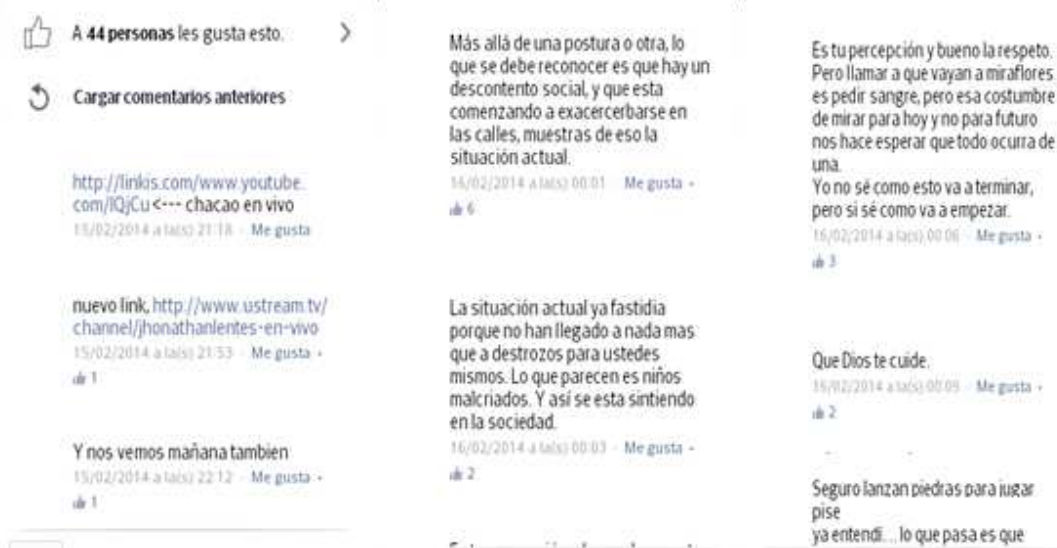 A 44 personas les gusta esto.
Cargar comentarios anteriores
http://linkis.com/www.youtube.
com/IQjCu <--- chacao en vivo
15/02/2014 a la(s) 21:18 · Me gusta
nuevo link, http://www.ustream.tv/
channel/jhonathanlentes-en-vivo
15/02/2014 a la(s) 21:53 · Me gusta ·
1
Y nos vemos mañana tambien
15/02/2014 a la(s) 22:12 · Me gusta ·
1
Más allá de una postura o otra, lo
que se debe reconocer es que hay un
descontento social, y que esta
comenzando a exacercerbarse en
las calles, muestras de eso la
situación actual.
16/02/2014 a la(s) 00:01 · Me gusta ·
6
La situación actual ya fastidia
porque no han llegado a nada mas
que a destrozos para ustedes
mismos. Lo que parecen es niños
malcriados. Y así se esta sintiendo
en la sociedad.
16/02/2014 a la(s) 00:03 · Me gusta ·
2
Es tu percepción y bueno la respeto.
Pero llamar a que vayan a miraflores
es pedir sangre, pero esa costumbre
de mirar para hoy y no para futuro
nos hace esperar que todo ocurra de
una.
Yo no sé como esto va a terminar,
pero si sé como va a empezar.
16/02/2014 a la(s) 00:06 · Me gusta ·
3
Que Dios te cuide.
16/02/2014 a la(s) 00:09 · Me gusta ·
2
Seguro lanzan piedras para jugar
pise
ya entendí... lo que pasa es que